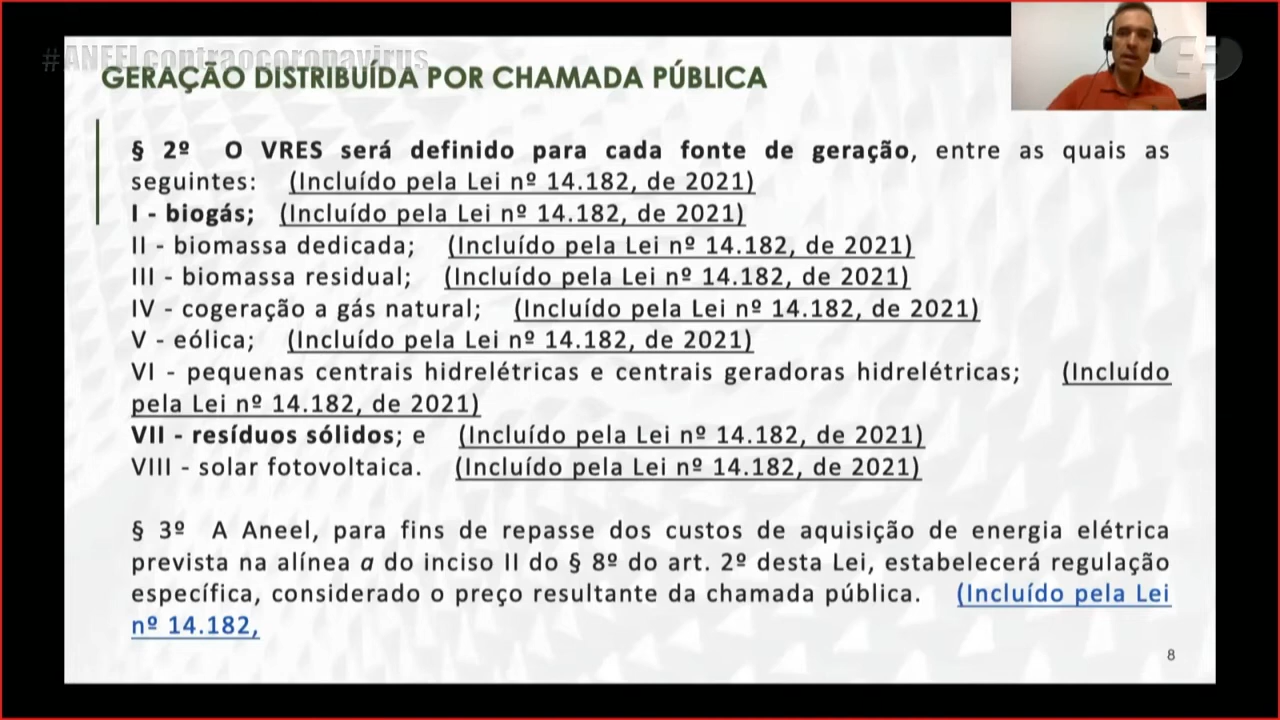 #ANEELcontraocoronavirus
GERAÇÃO DISTRIBUÍDA POR CHAMADA PÚBLICA
§ 2º O VRES será definido para cada fonte de geração, entre as quais as
seguintes: (Incluído pela Lei nº 14.182, de 2021)
I - biogás; (Incluído pela Lei nº 14.182, de 2021)
II - biomassa dedicada; (Incluído pela Lei nº 14.182, de 2021)
III - biomassa residual; (Incluído pela Lei nº 14.182, de 2021)
IV - cogeração a gás natural; (Incluído pela Lei nº 14.182, de 2021)
V - eólica; (Incluído pela Lei nº 14.182, de 2021)
VI - pequenas centrais hidrelétricas e centrais geradoras hidrelétricas; (Incluído
pela Lei nº 14.182, de 2021)
VII - resíduos sólidos; e (Incluído pela Lei nº 14.182, de 2021)
VIII - solar fotovoltaica. (Incluído pela Lei nº 14.182, de 2021)
§ 3º A Aneel, para fins de repasse dos custos de aquisição de energia elétrica
prevista na alínea a do inciso II do § 8º do art. 2º desta Lei, estabelecerá regulação
específica, considerado o preço resultante da chamada pública. (Incluído pela Lei
nº 14.182,
8